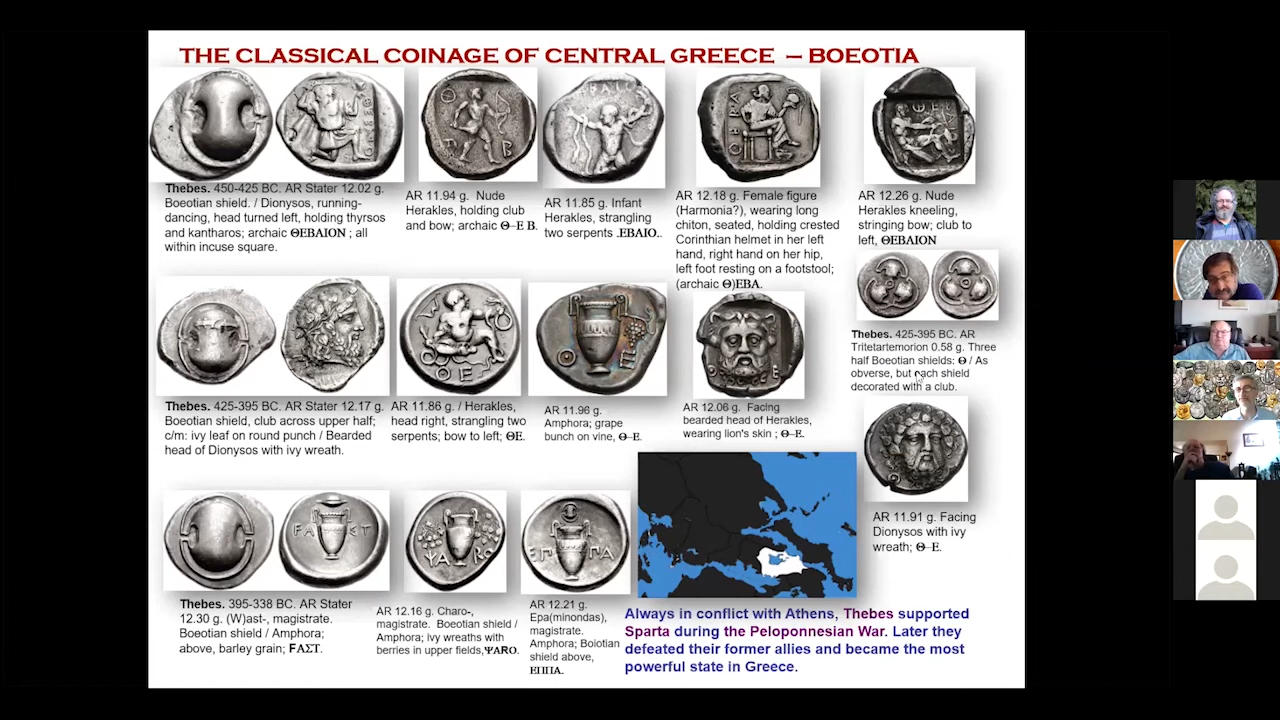 THE CLASSICAL COINAGE OF CENTRAL GREECE – BOEOTIA
Thebes. 450-425 BC. AR Stater 12.02 g.
Boeotian shield. / Dionysos, running-
dancing, head turned left, holding thyrsos
and kantharos; archaic ΘEBAION ; all
within incuse square.
AR 11.94 g. Nude
Herakles, holding club
and bow; archaic Θ–E B.
AR 11.85 g. Infant
Herakles, strangling
two serpents .EBAIO..
AR 12.18 g. Female figure
(Harmonia?), wearing long
chiton, seated, holding crested
Corinthian helmet in her left
hand, right hand on her hip,
left foot resting on a footstool;
(archaic Θ)EBA.
AR 12.26 g. Nude
Herakles kneeling,
stringing bow; club to
left, ΘEBAION
Thebes. 425-395 BC. AR
Tritetartemorion 0.58 g. Three
half Boeotian shields: Θ / As
obverse, but each shield
decorated with a club.
Thebes. 425-395 BC. AR Stater 12.17 g.
Boeotian shield, club across upper half;
c/m: ivy leaf on round punch / Bearded
head of Dionysos with ivy wreath.
AR 11.86 g. / Herakles,
head right, strangling two
serpents; bow to left; ΘE.
AR 11.96 g.
Amphora; grape
bunch on vine, Θ–E.
AR 12.06 g. Facing
bearded head of Herakles,
wearing lion's skin ; Θ–E.
AR 11.91 g. Facing
Dionysos with ivy
wreath; Θ–E.
Thebes. 395-338 BC. AR Stater
12.30 g. (W)ast-, magistrate.
Boeotian shield / Amphora;
above, barley grain; FAΣT.
AR 12.16 g. Charo-,
magistrate. Boeotian shield /
Amphora; ivy wreaths with
berries in upper fields,ΨARO.
AR 12.21 g.
Epa(minondas),
magistrate.
Amphora; Boiotian
shield above,
EΠΠA.
Always in conflict with Athens, Thebes supported
Sparta during the Peloponnesian War. Later they
defeated their former allies and became the most
powerful state in Greece.